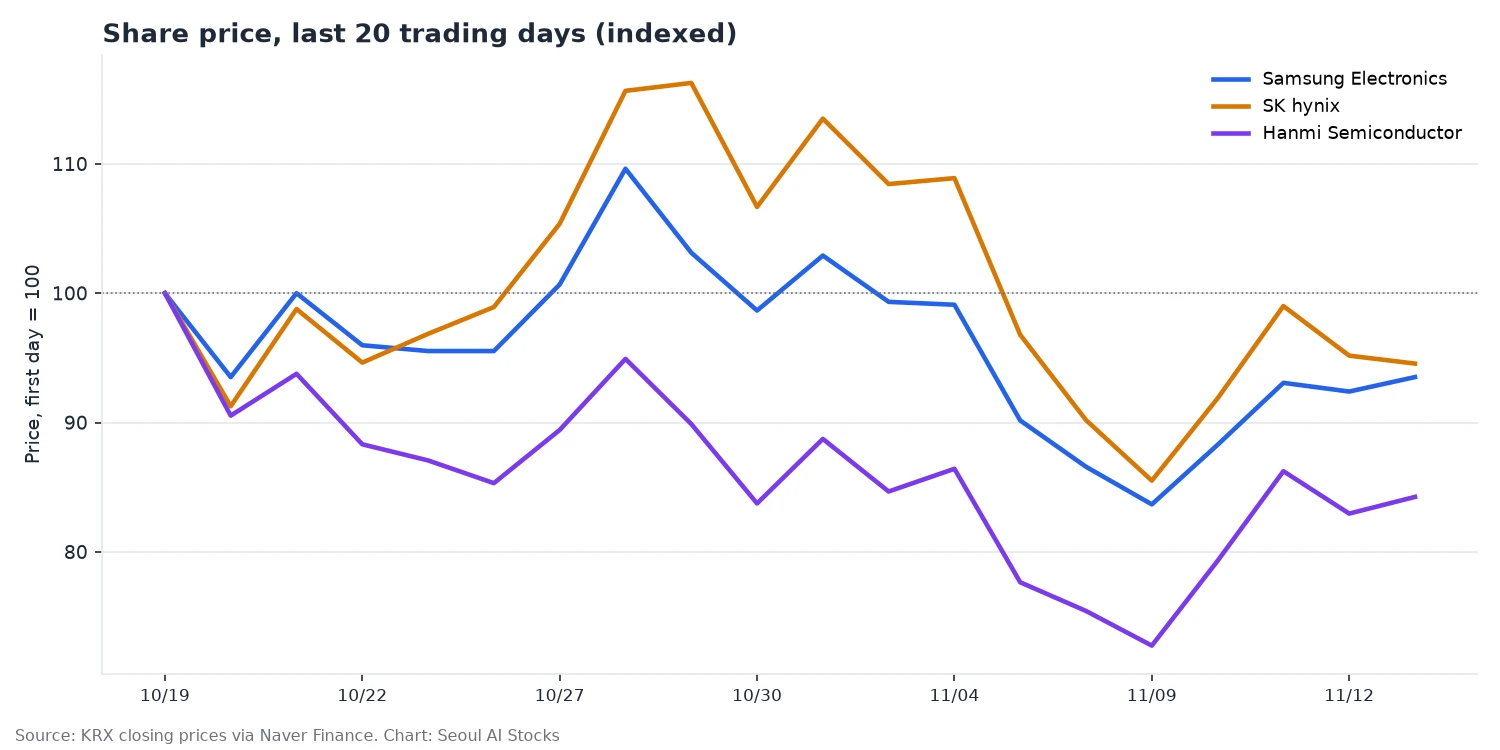 Share price, last 20 trading days (indexed)
Samsung Electronics
SK hynix
Hanmi Semiconductor
Price, first day = 100
110
100
90
80
10/19
10/22
10/27
10/30
11/04
11/09
11/12
Source: KRX closing prices via Naver Finance. Chart: Seoul AI Stocks